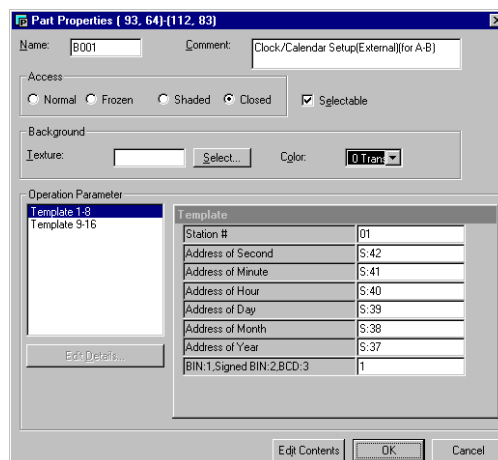 Part Properties ( 93, 64)-(112, 83)
Name: B001 Comment: Clock/Calendar Setup(External)(for A-B)
Access
Normal Frozen Shaded Closed Selectable
Background
Texture: Select... Color: 0 Trans
Operation Parameter
Template 1-8
Template 9-16
Edit Details...
Template
Station # 01
Address of Second S:42
Address of Minute S:41
Address of Hour S:40
Address of Day S:39
Address of Month S:38
Address of Year S:37
BIN:1,Signed BIN:2,BCD:3 1
Edit Contents OK Cancel